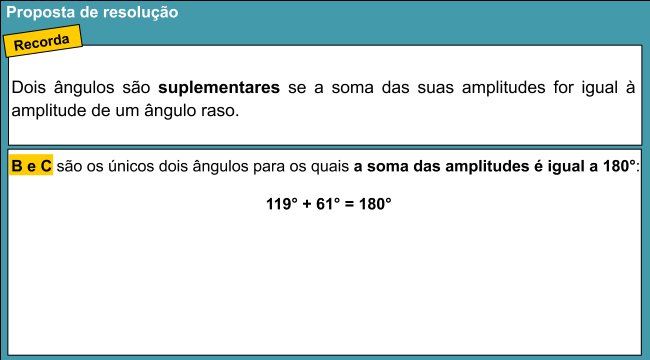 Proposta de resolução
Recorda
Dois ângulos são suplementares se a soma das suas amplitudes for igual à
amplitude de um ângulo raso.
B e C são os únicos dois ângulos para os quais a soma das amplitudes é igual a 180°:
119° + 61° = 180°